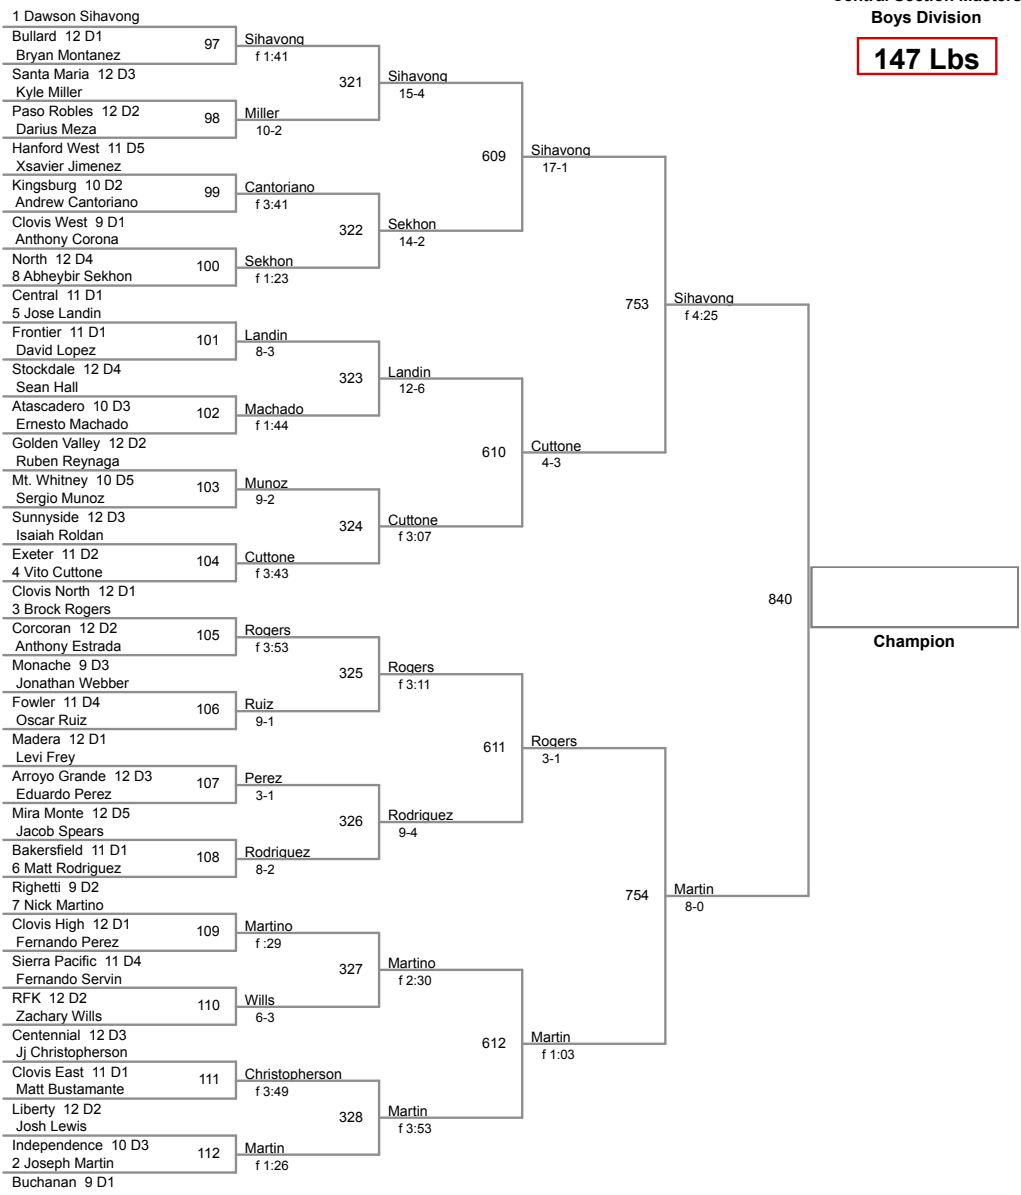 Central Section Masters
Boys Division
147 Lbs
1 Dawson Sihavong
Bullard 12 D1
Bryan Montanez
Santa Maria 12 D3
Kyle Miller
Paso Robles 12 D2
Darius Meza
Hanford West 11 D5
Xsavier Jimenez
Kingsburg 10 D2
Andrew Cantoriano
Clovis West 9 D1
Anthony Corona
North 12 D4
8 Abheybir Sekhon
Central 11 D1
5 Jose Landin
Frontier 11 D1
David Lopez
Stockdale 12 D4
Sean Hall
Atascadero 10 D3
Ernesto Machado
Golden Valley 12 D2
Ruben Reynaga
Mt. Whitney 10 D5
Sergio Munoz
Sunnyside 12 D3
Isaiah Roldan
Exeter 11 D2
4 Vito Cuttone
Clovis North 12 D1
3 Brock Rogers
Corcoran 12 D2
Anthony Estrada
Monache 9 D3
Jonathan Webber
Fowler 11 D4
Oscar Ruiz
Madera 12 D1
Levi Frey
Arroyo Grande 12 D3
Eduardo Perez
Mira Monte 12 D5
Jacob Spears
Bakersfield 11 D1
6 Matt Rodriguez
Righetti 9 D2
7 Nick Martino
Clovis High 12 D1
Fernando Perez
Sierra Pacific 11 D4
Fernando Servin
RFK 12 D2
Zachary Wills
Centennial 12 D3
Jj Christopherson
Clovis East 11 D1
Matt Bustamante
Liberty 12 D2
Josh Lewis
Independence 10 D3
2 Joseph Martin
Buchanan 9 D1
97
98
99
100
101
102
103
104
105
106
107
108
109
110
111
112
Sihavong
f 1:41
Miller
10-2
Cantoriano
f 3:41
Sekhon
f 1:23
Landin
8-3
Machado
f 1:44
Munoz
9-2
Cuttone
f 3:43
Rogers
f 3:53
Ruiz
9-1
Perez
3-1
Rodriguez
8-2
Martino
f :29
Wills
6-3
Christopherson
f 3:49
Martin
f 1:26
321
322
323
324
325
326
327
328
Sihavong
15-4
Sekhon
14-2
Landin
12-6
Cuttone
f 3:07
Rogers
f 3:11
Rodriguez
9-4
Martino
f 2:30
Martin
f 3:53
609
610
611
612
Sihavong
17-1
Cuttone
4-3
Rogers
3-1
Martin
f 1:03
753
754
Sihavong
f 4:25
Martin
8-0
840
Champion